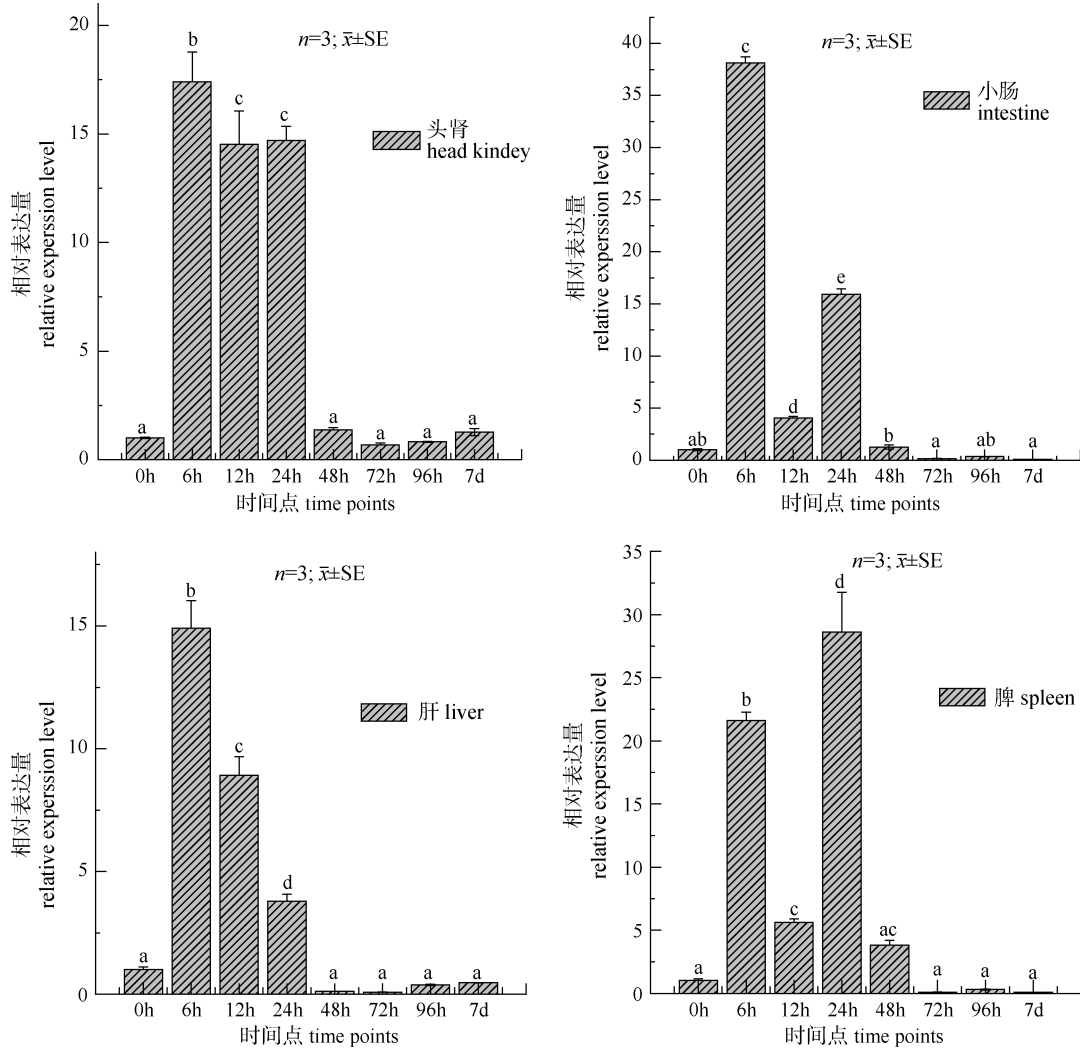 20
15
10
5
0
相对表达量
relative experssion level
n=3; x̄±SE
头肾
head kindey
a
b
c
c
a
a
a
a
0h 6h 12h 24h 48h 72h 96h 7d
时间点 time points
40
35
30
25
20
15
10
5
0
相对表达量
relative experssion level
n=3; x̄±SE
小肠
intestine
ab
c
d
e
b
a
ab
a
0h 6h 12h 24h 48h 72h 96h 7d
时间点 time points
15
10
5
0
相对表达量
relative experssion level
n=3; x̄±SE
肝 liver
a
b
c
d
a
a
a
a
0h 6h 12h 24h 48h 72h 96h 7d
时间点 time points
35
30
25
20
15
10
5
0
相对表达量
relative experssion level
n=3; x̄±SE
脾 spleen
a
b
c
d
ac
a
a
a
0h 6h 12h 24h 48h 72h 96h 7d
时间点 time points